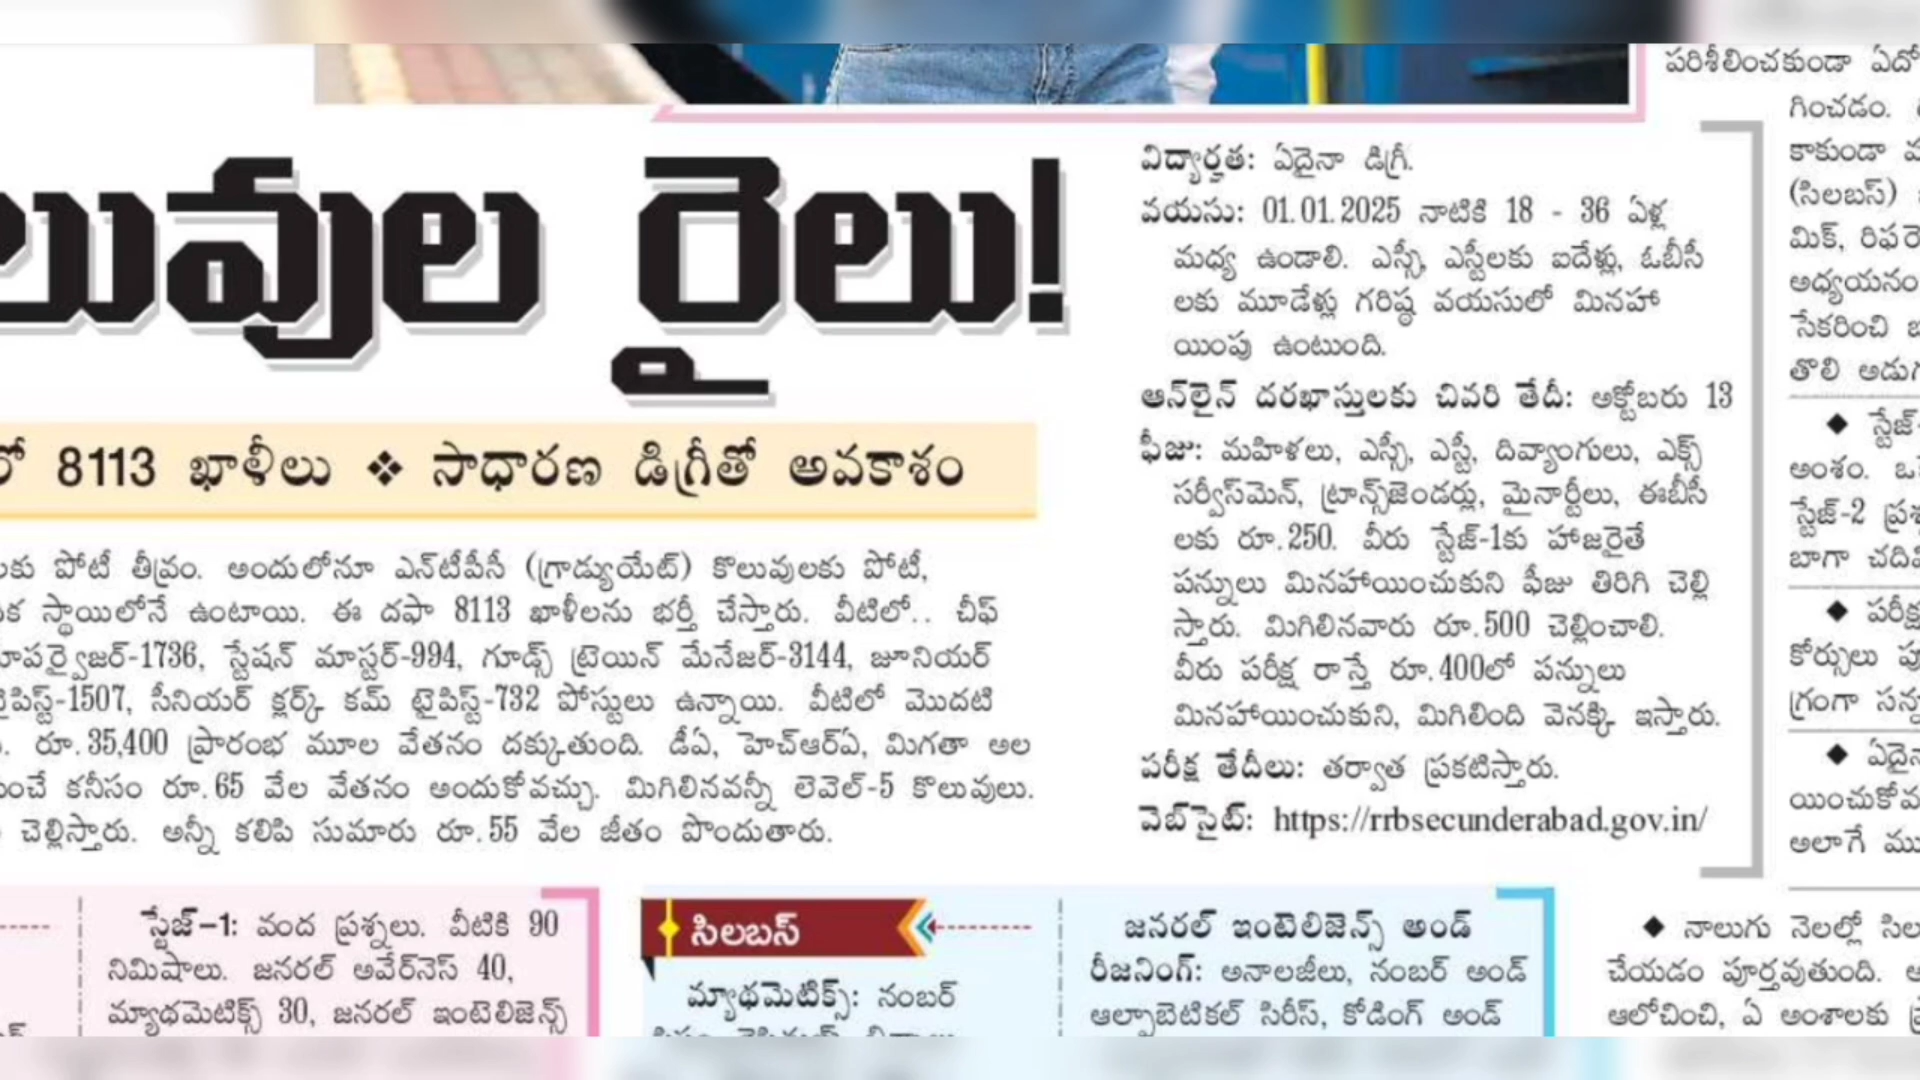 రైలు!
8113 ఖాళీలు ❖ సాధారణ డిగ్రీతో అవకాశం
పోటీ తీవ్రం. అందులోనూ ఎన్‌టీపీసీ (గ్రాడ్యుయేట్) కొలువులకు పోటీ,
స్థాయిలోనే ఉంటాయి. ఈ దఫా 8113 ఖాళీలను భర్తీ చేస్తారు. వీటిలో.. చీఫ్
-1736, స్టేషన్ మాస్టర్-994, గూడ్స్ ట్రెయిన్ మేనేజర్-3144, జూనియర్
-1507, సీనియర్ క్లర్క్ కమ్ టైపిస్ట్-732 పోస్టులు ఉన్నాయి. వీటిలో మొదటి
రూ.35,400 ప్రారంభ మూల వేతనం దక్కుతుంది. డీఏ, హెచ్ఆర్ఏ, మిగతా అల
కనీసం రూ.65 వేల వేతనం అందుకోవచ్చు. మిగిలినవన్నీ లెవెల్-5 కొలువులు.
చెల్లిస్తారు. అన్నీ కలిపి సుమారు రూ.55 వేల జీతం పొందుతారు.
విద్యార్హత: ఏదైనా డిగ్రీ.
వయసు: 01.01.2025 నాటికి 18 - 36 ఏళ్ల
మధ్య ఉండాలి. ఎస్సీ, ఎస్టీలకు ఐదేళ్లు, ఓబీసీ
లకు మూడేళ్లు గరిష్ఠ వయసులో మినహా
యింపు ఉంటుంది.
ఆన్‌లైన్ దరఖాస్తులకు చివరి తేదీ: అక్టోబరు 13
ఫీజు: మహిళలు, ఎస్సీ, ఎస్టీ, దివ్యాంగులు, ఎక్స్
సర్వీస్‌మెన్, ట్రాన్స్‌జెండర్లు, మైనార్టీలు, ఈబీసీ
లకు రూ.250. వీరు స్టేజ్-1కు హాజరైతే
పన్నులు మినహాయించుకుని ఫీజు తిరిగి చెల్లి
స్తారు. మిగిలినవారు రూ.500 చెల్లించాలి.
వీరు పరీక్ష రాస్తే రూ.400లో పన్నులు
మినహాయించుకుని, మిగిలింది వెనక్కి ఇస్తారు.
పరీక్ష తేదీలు: తర్వాత ప్రకటిస్తారు.
వెబ్‌సైట్: https://rrbsecunderabad.gov.in/
పరిశీలించకుండా
గించడం.
కాకుండా
(సిలబస్)
మిక్,
అధ్యయనం
సేకరించి
తొలి
◆ స్టేజ్-
అంశం.
స్టేజ్-2
బాగా
◆
కోర్సులు
గ్రంగా
◆
యించుకోవ
అలాగే
◆ నాలుగు నెలల్లో
చేయడం పూర్తవుతుంది.
ఆలోచించి, ఏ అంశాలకు
స్టేజ్-1: వంద ప్రశ్నలు. వీటికి 90
నిమిషాలు. జనరల్ అవేర్‌నెస్ 40,
మ్యాథమెటిక్స్ 30, జనరల్ ఇంటెలిజెన్స్
సిలబస్
మ్యాథమెటిక్స్: నంబర్
జనరల్ ఇంటెలిజెన్స్ అండ్
రీజనింగ్: అనాలజీలు, నంబర్ అండ్
ఆల్ఫాబెటికల్ సిరీస్, కోడింగ్ అండ్